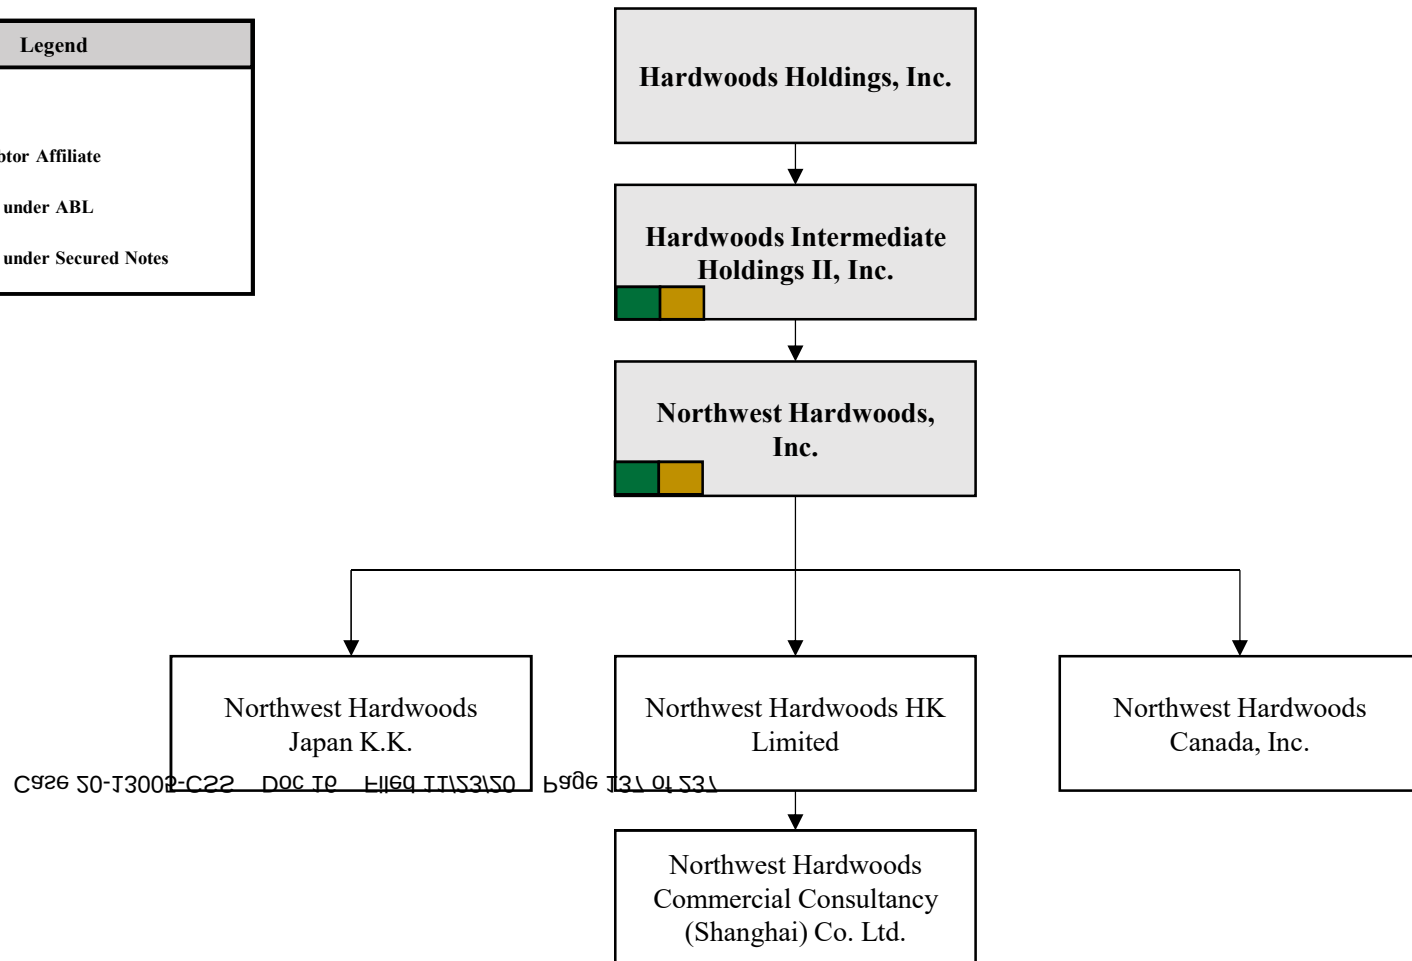 Legend
btor Affiliate
under ABL
under Secured Notes
Hardwoods Holdings, Inc.
Hardwoods Intermediate
Holdings II, Inc.
Northwest Hardwoods,
Inc.
Northwest Hardwoods
Japan K.K.
Northwest Hardwoods HK
Limited
Northwest Hardwoods
Canada, Inc.
Case 20-13005-CSS Doc 16 Filed 11/23/20 Page 137 of 237
Northwest Hardwoods
Commercial Consultancy
(Shanghai) Co. Ltd.